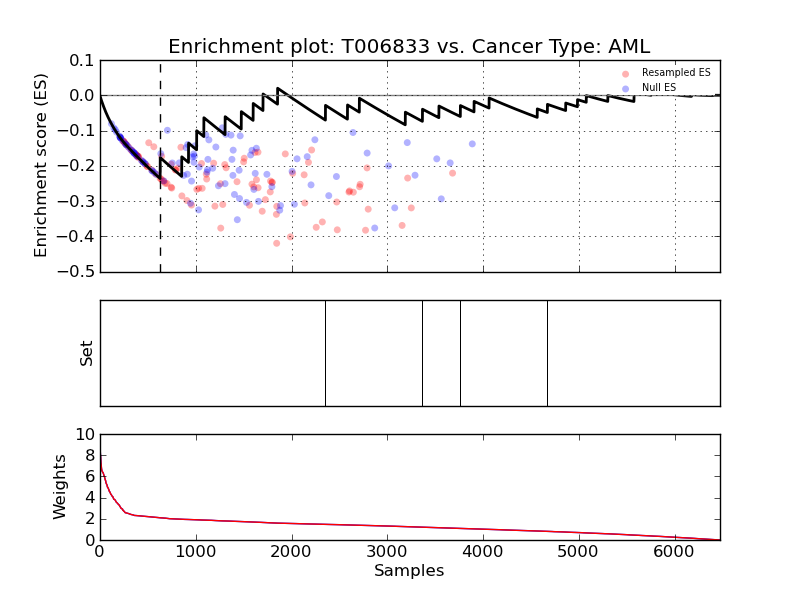 Enrichment plot: T006833 vs. Cancer Type: AML
Enrichment score (ES)
0.1
0.0
−0.1
−0.2
−0.3
−0.4
−0.5
Resampled ES
Null ES
Set
Weights
10
8
6
4
2
0
0 1000 2000 3000 4000 5000 6000
Samples